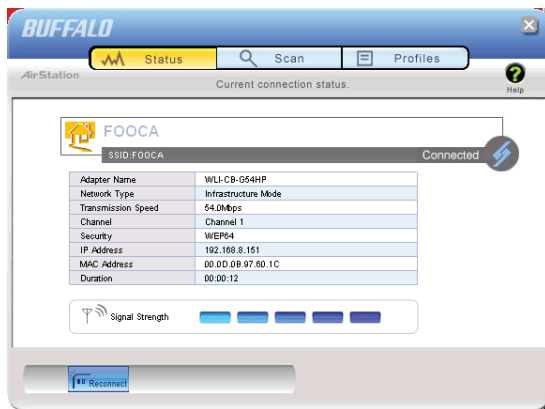 BUFFALO
Status
Scan
Profiles
AirStation
Current connection status.
Help
FOOCA
SSID:FOOCA
Connected
Adapter Name WLI-CB-G54HP
Network Type Infrastructure Mode
Transmission Speed 54.0Mbps
Channel Channel 1
Security WEP64
IP Address 192.168.8.151
MAC Address 00.0D.0B.97.60.1C
Duration 00:00:12
Signal Strength
Reconnect